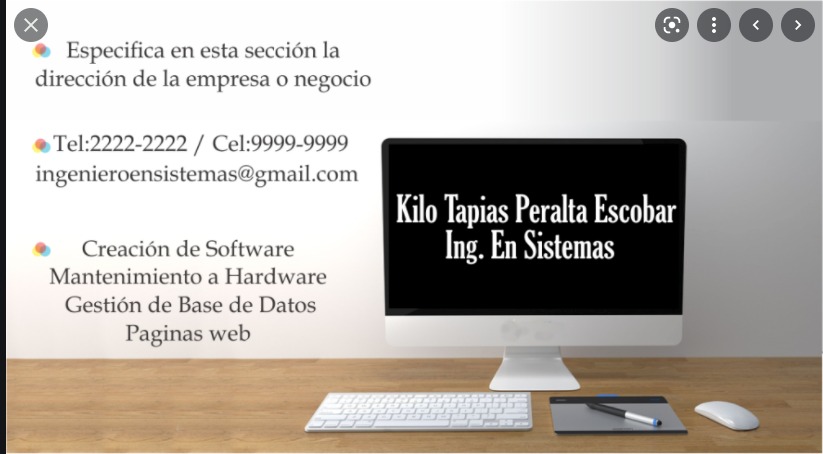 Especifica en esta sección la
dirección de la empresa o negocio
Tel:2222-2222 / Cel:9999-9999
ingenieroensistemas@gmail.com
Creación de Software
Mantenimiento a Hardware
Gestión de Base de Datos
Paginas web
Kilo Tapias Peralta Escobar
Ing. En Sistemas